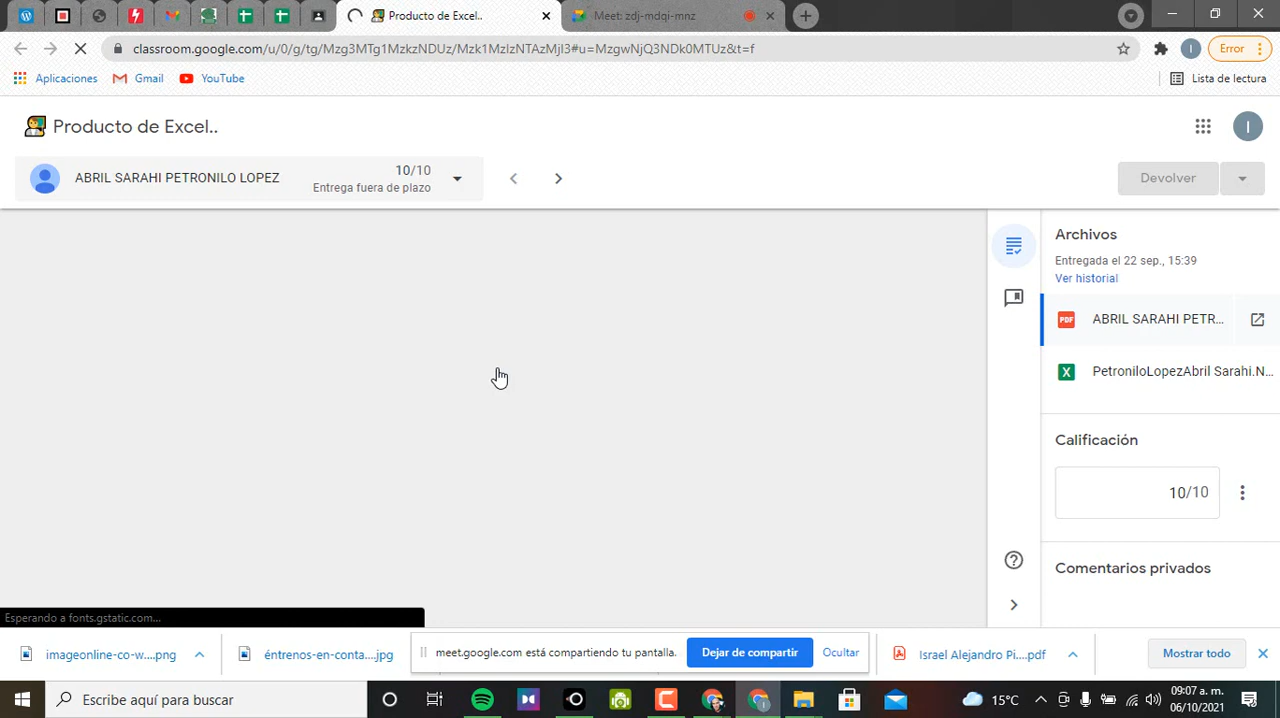 Producto de Excel..
Meet: zdj-mdqi-mnz
classroom.google.com/u/0/g/tg/Mzg3MTg1MzkzNDUz/Mzk1MzIzNTAzMjI3#u=MzgwNjQ3NDk0MTUz&t=f
I
Error
Aplicaciones
Gmail
YouTube
Lista de lectura
Producto de Excel..
I
ABRIL SARAHI PETRONILO LOPEZ
10/10
Entrega fuera de plazo
Devolver
Archivos
Entregada el 22 sep., 15:39
Ver historial
PDF
ABRIL SARAHI PETR...
X
PetroniloLopezAbril Sarahi.N...
Calificación
10/10
Comentarios privados
Esperando a fonts.gstatic.com...
imageonline-co-w....png
éntrenos-en-conta....jpg
meet.google.com está compartiendo tu pantalla.
Dejar de compartir
Ocultar
Israel Alejandro Pi....pdf
Mostrar todo
Escribe aquí para buscar
15°C
09:07 a. m.
06/10/2021